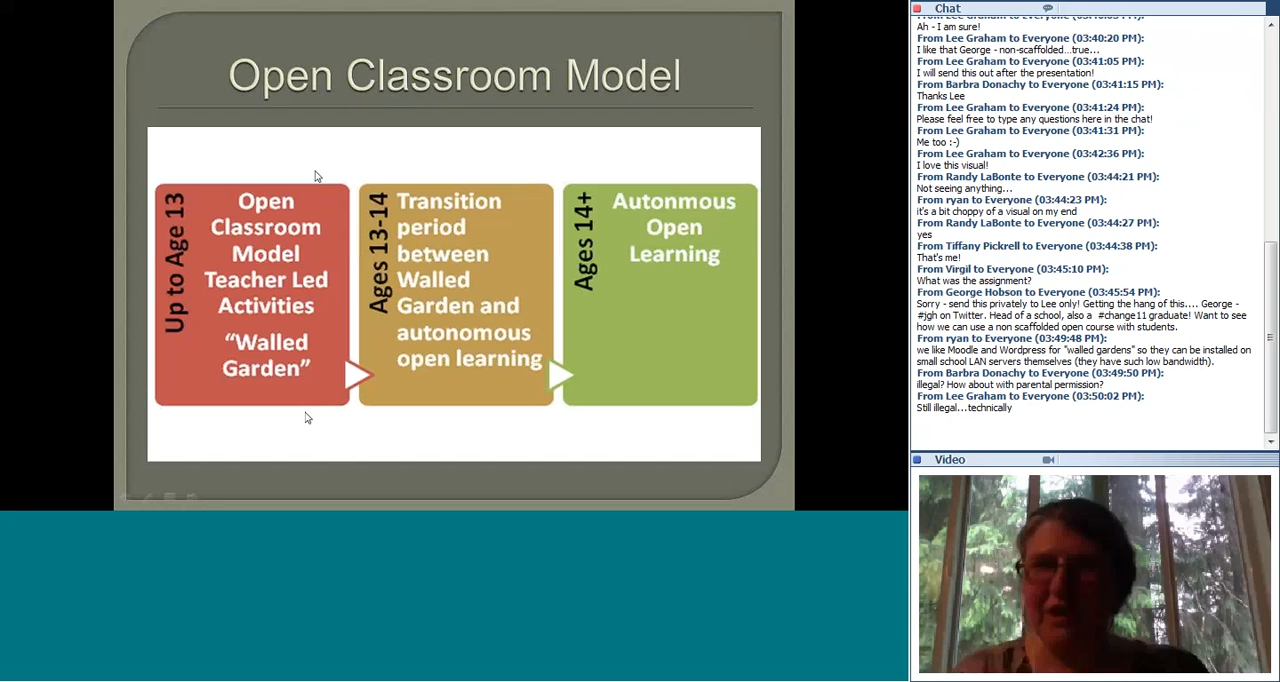 Open Classroom Model
Up to Age 13
Open
Classroom
Model
Teacher Led
Activities
“Walled
Garden”
Ages 13-14
Transition
period
between
Walled
Garden and
autonomous
open learning
Ages 14+
Autonmous
Open
Learning
Chat
From Lee Graham to Everyone
Ah - I am sure!
From Lee Graham to Everyone (03:40:20 PM):
I like that George - non-scaffolded...true...
From Lee Graham to Everyone (03:41:05 PM):
I will send this out after the presentation!
From Barbra Donachy to Everyone (03:41:15 PM):
Thanks Lee
From Lee Graham to Everyone (03:41:24 PM):
Please feel free to type any questions here in the chat!
From Lee Graham to Everyone (03:41:31 PM):
Me too :-)
From Lee Graham to Everyone (03:42:36 PM):
I love this visual!
From Randy LaBonte to Everyone (03:44:21 PM):
Not seeing anything...
From ryan to Everyone (03:44:23 PM):
it's a bit choppy of a visual on my end
From Randy LaBonte to Everyone (03:44:27 PM):
yes
From Tiffany Pickrell to Everyone (03:44:38 PM):
That's me!
From Virgil to Everyone (03:45:10 PM):
What was the assignment?
From George Hobson to Everyone (03:45:54 PM):
Sorry - send this privately to Lee only! Getting the hang of this.... George -
#jgh on Twitter. Head of a school, also a #change11 graduate! Want to see
how we can use a non scaffolded open course with students.
From ryan to Everyone (03:49:48 PM):
we like Moodle and Wordpress for "walled gardens" so they can be installed on
small school LAN servers themselves (they have such low bandwidth).
From Barbra Donachy to Everyone (03:49:50 PM):
illegal? How about with parental permission?
From Lee Graham to Everyone (03:50:02 PM):
Still illegal...technically
Video